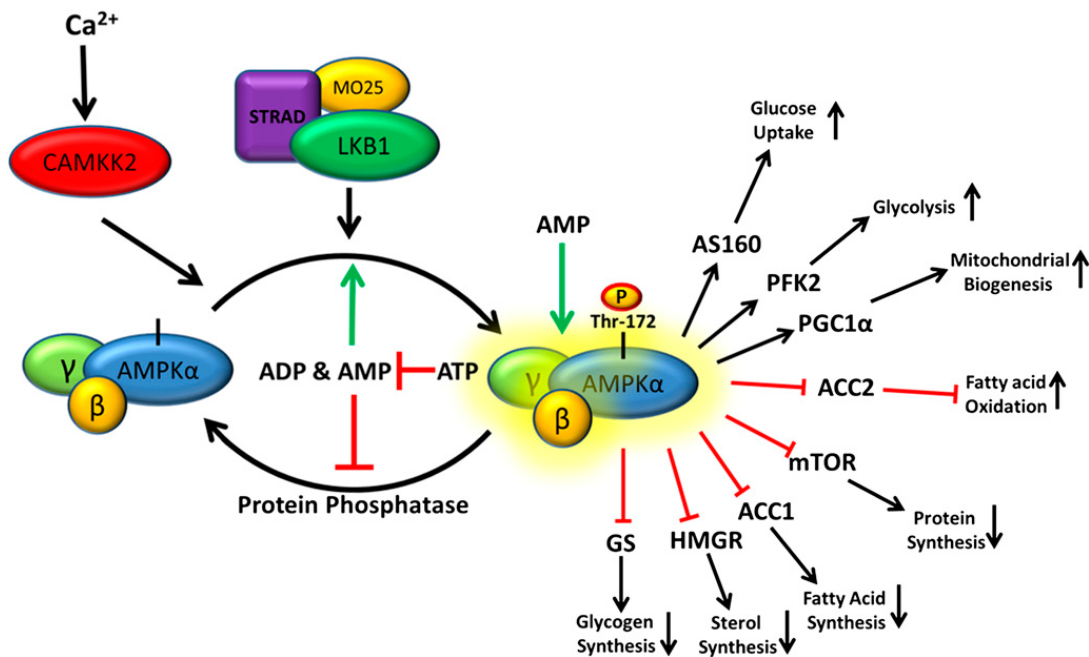 Ca²⁺
CAMKK2
MO25
STRAD
LKB1
AMP
P
Thr-172
γ
AMPKα
β
ADP & AMP
ATP
γ
AMPKα
β
Protein Phosphatase
Glucose
Uptake
AS160
Glycolysis
PFK2
Mitochondrial
Biogenesis
PGC1α
ACC2
Fatty acid
Oxidation
mTOR
Protein
Synthesis
ACC1
Fatty Acid
Synthesis
HMGR
Sterol
Synthesis
GS
Glycogen
Synthesis